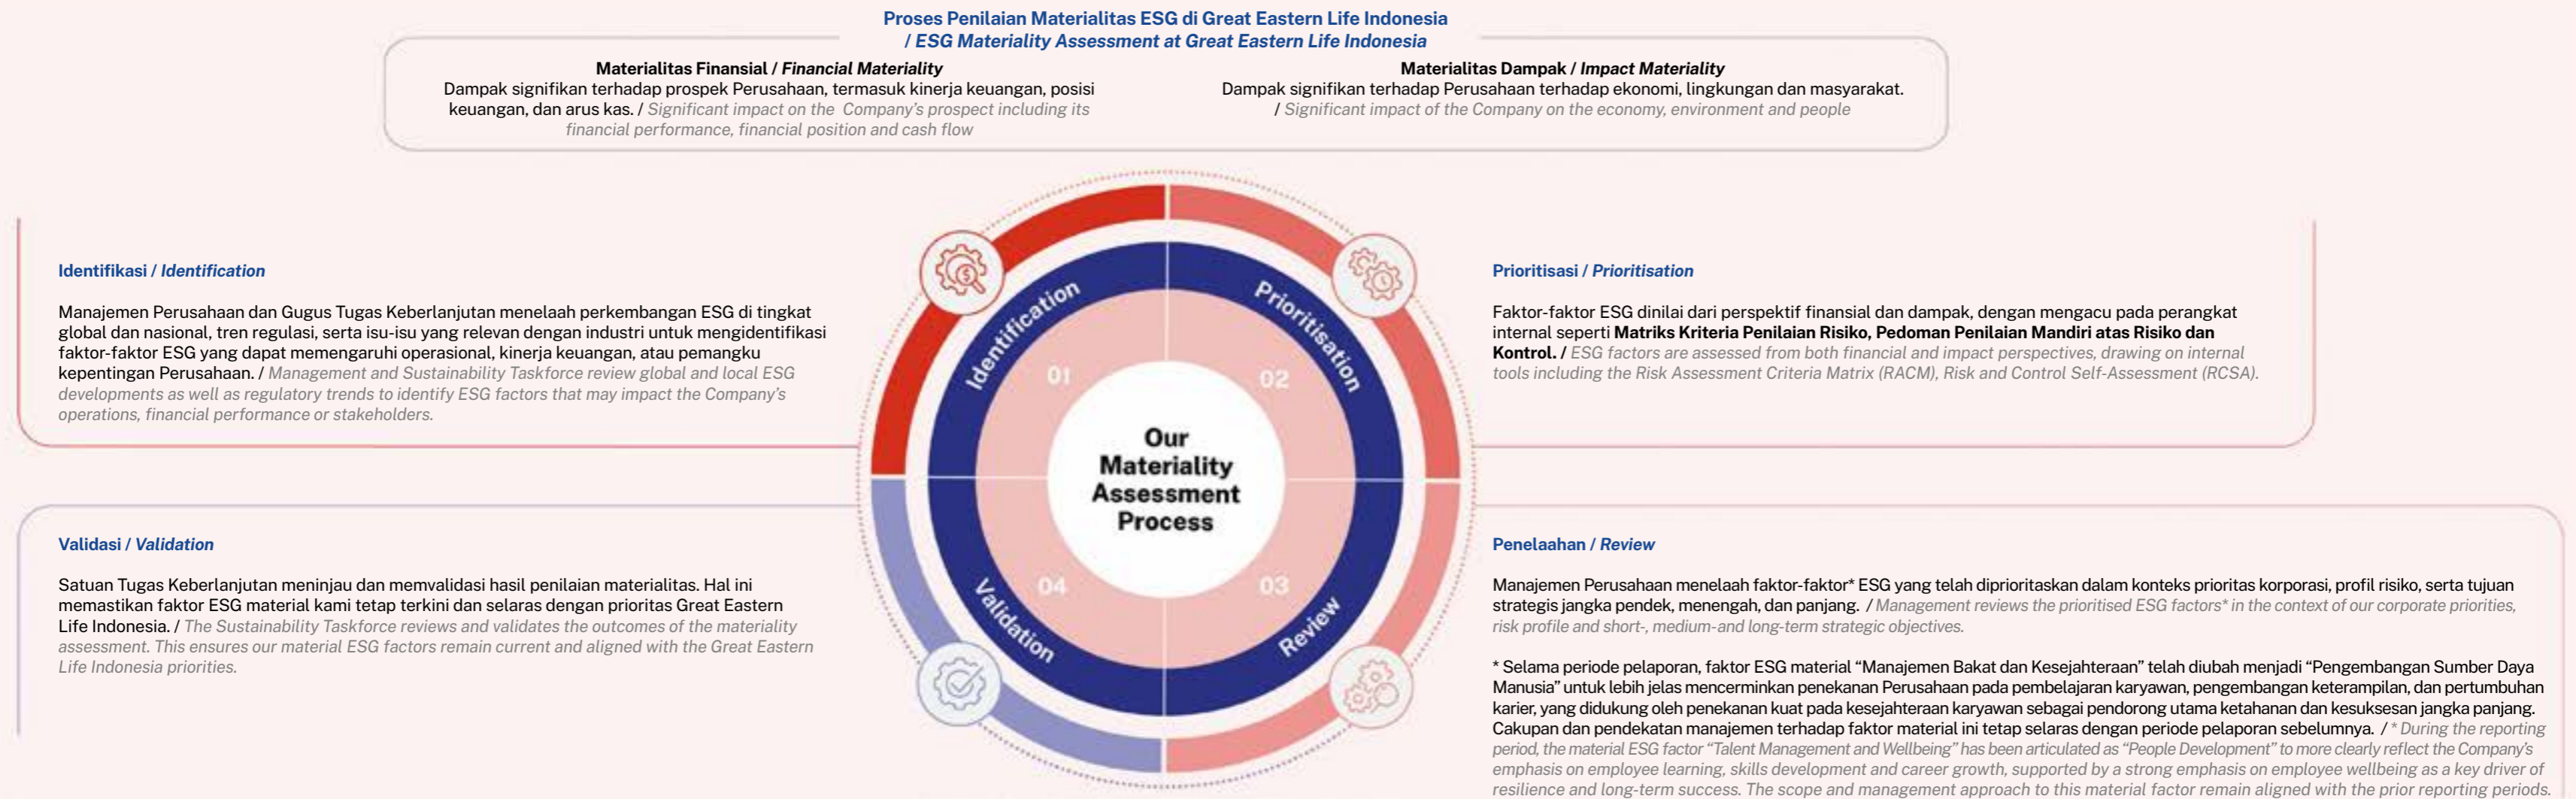 Proses Penilaian Materialitas ESG di Great Eastern Life Indonesia
/ ESG Materiality Assessment at Great Eastern Life Indonesia
Materialitas Finansial / Financial Materiality
Dampak signifikan terhadap prospek Perusahaan, termasuk kinerja keuangan, posisi
keuangan, dan arus kas. / Significant impact on the Company's prospect including its
financial performance, financial position and cash flow
Materialitas Dampak / Impact Materiality
Dampak signifikan terhadap Perusahaan terhadap ekonomi, lingkungan dan masyarakat.
/ Significant impact of the Company on the economy, environment and people
Identifikasi / Identification
Manajemen Perusahaan dan Gugus Tugas Keberlanjutan menelaah perkembangan ESG di tingkat
global dan nasional, tren regulasi, serta isu-isu yang relevan dengan industri untuk mengidentifikasi
faktor-faktor ESG yang dapat memengaruhi operasional, kinerja keuangan, atau pemangku
kepentingan Perusahaan. / Management and Sustainability Taskforce review global and local ESG
developments as well as regulatory trends to identify ESG factors that may impact the Company's
operations, financial performance or stakeholders.
Prioritisasi / Prioritisation
Faktor-faktor ESG dinilai dari perspektif finansial dan dampak, dengan mengacu pada perangkat
internal seperti Matriks Kriteria Penilaian Risiko, Pedoman Penilaian Mandiri atas Risiko dan
Kontrol. / ESG factors are assessed from both financial and impact perspectives, drawing on internal
tools including the Risk Assessment Criteria Matrix (RACM), Risk and Control Self-Assessment (RCSA).
Identification
01
Prioritisation
02
Our
Materiality
Assessment
Process
Validation
04
Review
03
Validasi / Validation
Satuan Tugas Keberlanjutan meninjau dan memvalidasi hasil penilaian materialitas. Hal ini
memastikan faktor ESG material kami tetap terkini dan selaras dengan prioritas Great Eastern
Life Indonesia. / The Sustainability Taskforce reviews and validates the outcomes of the materiality
assessment. This ensures our material ESG factors remain current and aligned with the Great Eastern
Life Indonesia priorities.
Penelaahan / Review
Manajemen Perusahaan menelaah faktor-faktor* ESG yang telah diprioritaskan dalam konteks prioritas korporasi, profil risiko, serta tujuan
strategis jangka pendek, menengah, dan panjang. / Management reviews the prioritised ESG factors* in the context of our corporate priorities,
risk profile and short-, medium-and long-term strategic objectives.
* Selama periode pelaporan, faktor ESG material “Manajemen Bakat dan Kesejahteraan” telah diubah menjadi “Pengembangan Sumber Daya
Manusia” untuk lebih jelas mencerminkan penekanan Perusahaan pada pembelajaran karyawan, pengembangan keterampilan, dan pertumbuhan
karier, yang didukung oleh penekanan kuat pada kesejahteraan karyawan sebagai pendorong utama ketahanan dan kesuksesan jangka panjang.
Cakupan dan pendekatan manajemen terhadap faktor material ini tetap selaras dengan periode pelaporan sebelumnya. / * During the reporting
period, the material ESG factor “Talent Management and Wellbeing” has been articulated as “People Development” to more clearly reflect the Company's
emphasis on employee learning, skills development and career growth, supported by a strong emphasis on employee wellbeing as a key driver of
resilience and long-term success. The scope and management approach to this material factor remain aligned with the prior reporting periods.